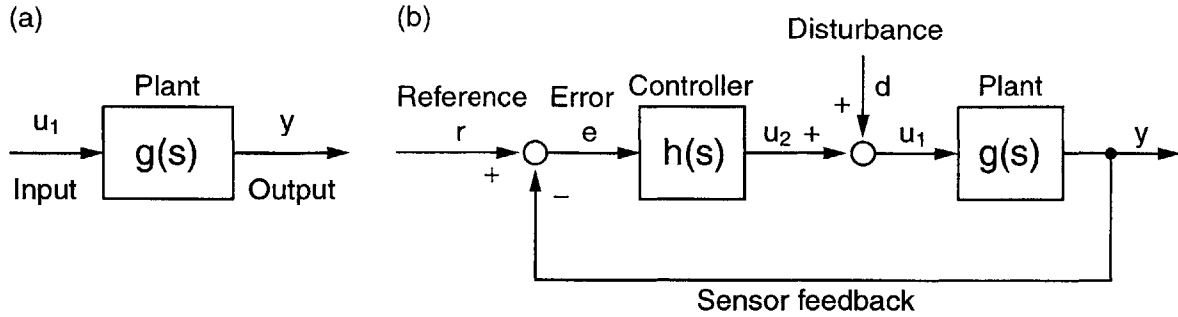 (a)
Plant
u₁
g(s)
y
Input
Output
(b)
Disturbance
d
+
Reference
r
+
−
Error
e
Controller
h(s)
u₂ +
u₁
Plant
g(s)
y
Sensor feedback